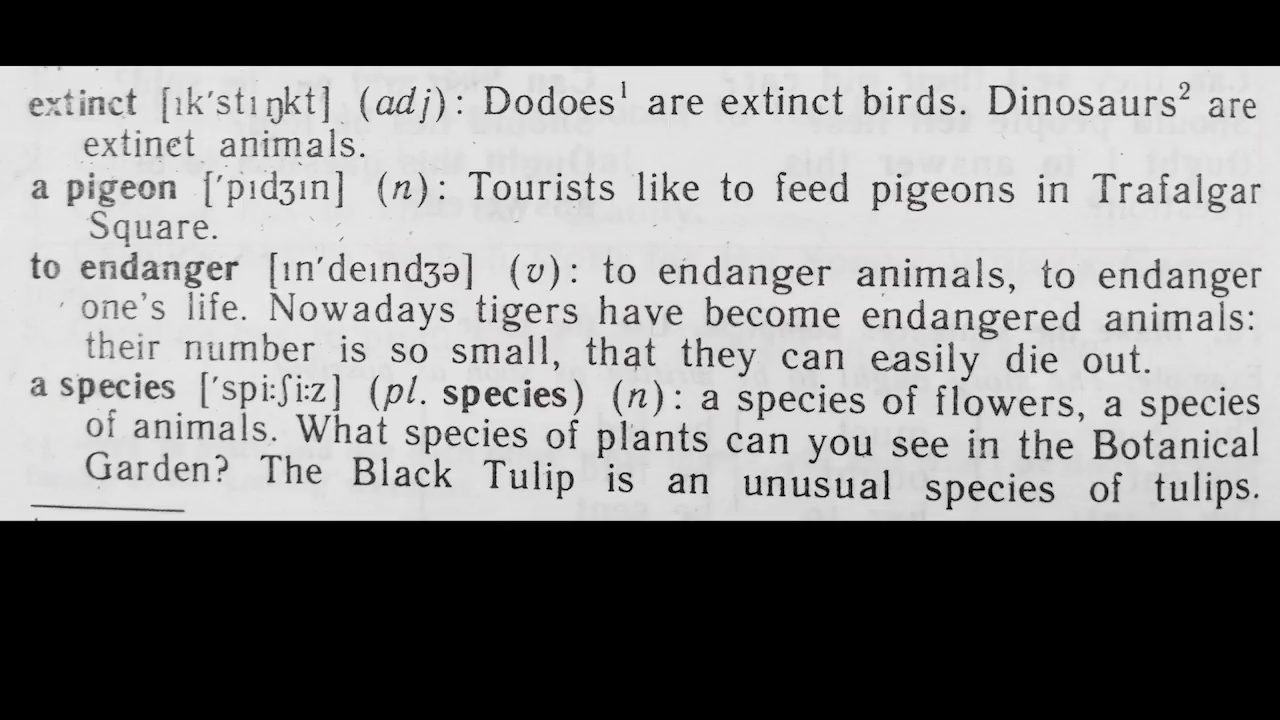 extinct [ɪk′stɪŋkt] (adj): Dodoes¹ are extinct birds. Dinosaurs² are
extinct animals.
a pigeon [′pɪdʒɪn] (n): Tourists like to feed pigeons in Trafalgar
Square.
to endanger [ɪn′deɪndʒə] (v): to endanger animals, to endanger
one's life. Nowadays tigers have become endangered animals:
their number is so small, that they can easily die out.
a species [′spi:ʃi:z] (pl. species) (n): a species of flowers, a species
of animals. What species of plants can you see in the Botanical
Garden? The Black Tulip is an unusual species of tulips.